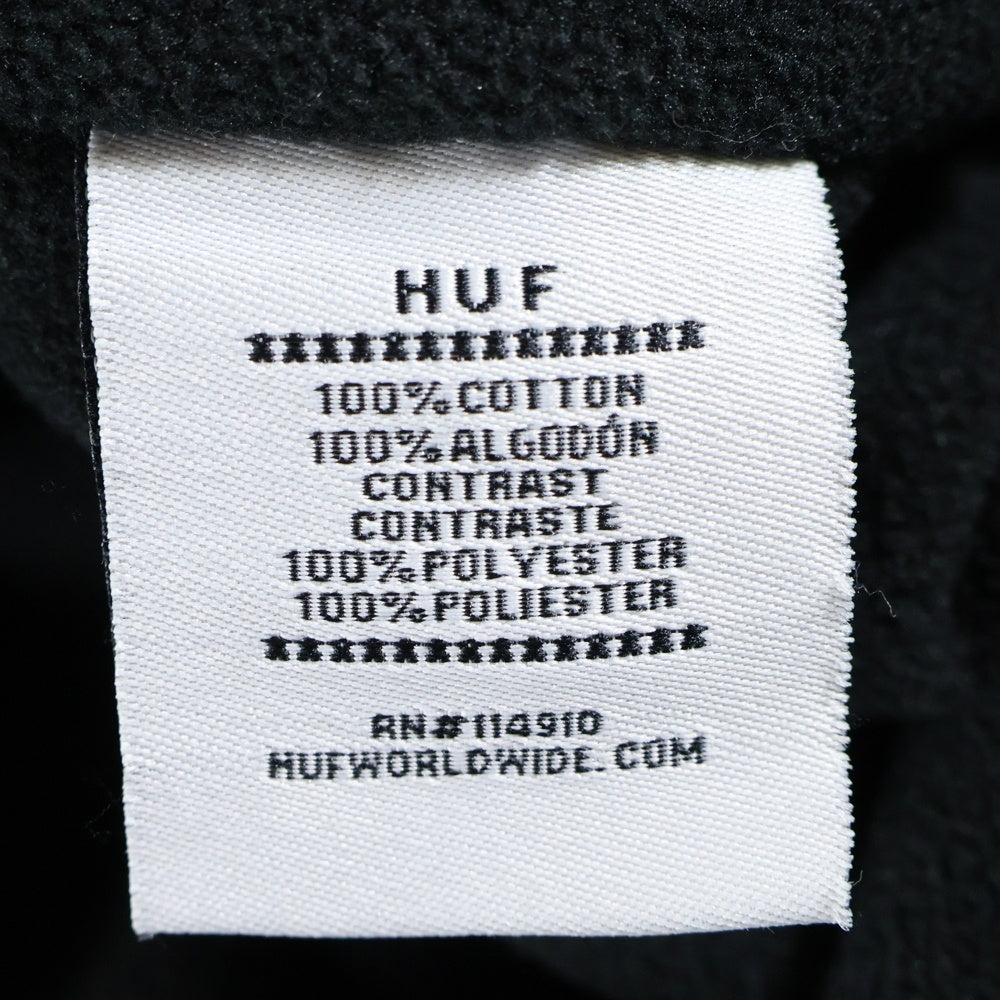 HUF
**************
100%COTTON
100%ALGODÓN
CONTRAST
CONTRASTE
100%POLYESTER
100%POLIESTER
**************
RN#114910
HUFWORLDWIDE.COM